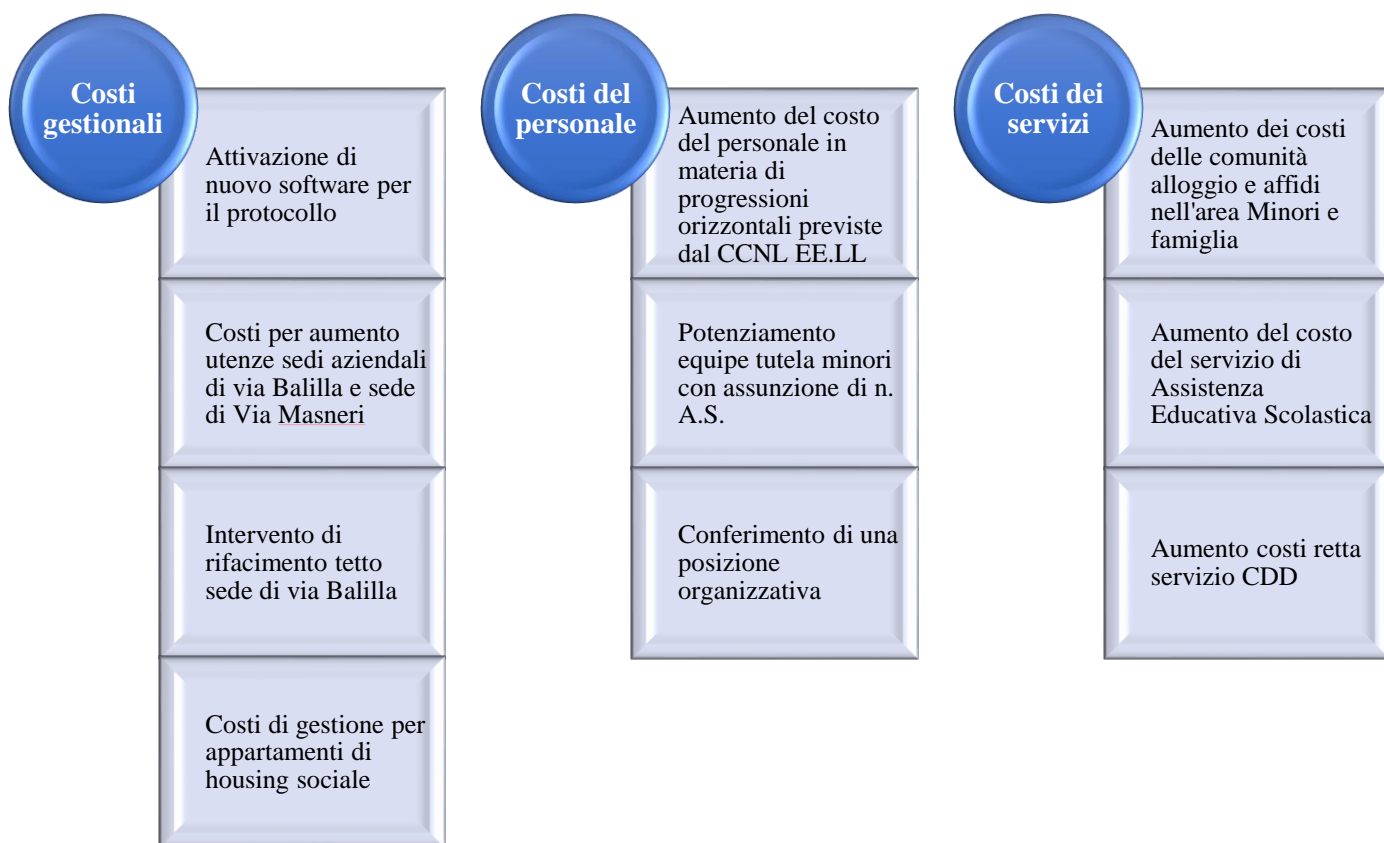 Costi
gestionali
Attivazione di
nuovo software per
il protocollo
Costi per aumento
utenze sedi aziendali
di via Balilla e sede
di Via Masneri
Intervento di
rifacimento tetto
sede di via Balilla
Costi di gestione per
appartamenti di
housing sociale
Costi del
personale
Aumento del costo
del personale in
materia di
progressioni
orizzontali previste
dal CCNL EE.LL
Potenziamento
equipe tutela minori
con assunzione di n.
A.S.
Conferimento di una
posizione
organizzativa
Costi dei
servizi
Aumento dei costi
delle comunità
alloggio e affidi
nell'area Minori e
famiglia
Aumento del costo
del servizio di
Assistenza
Educativa Scolastica
Aumento costi retta
servizio CDD